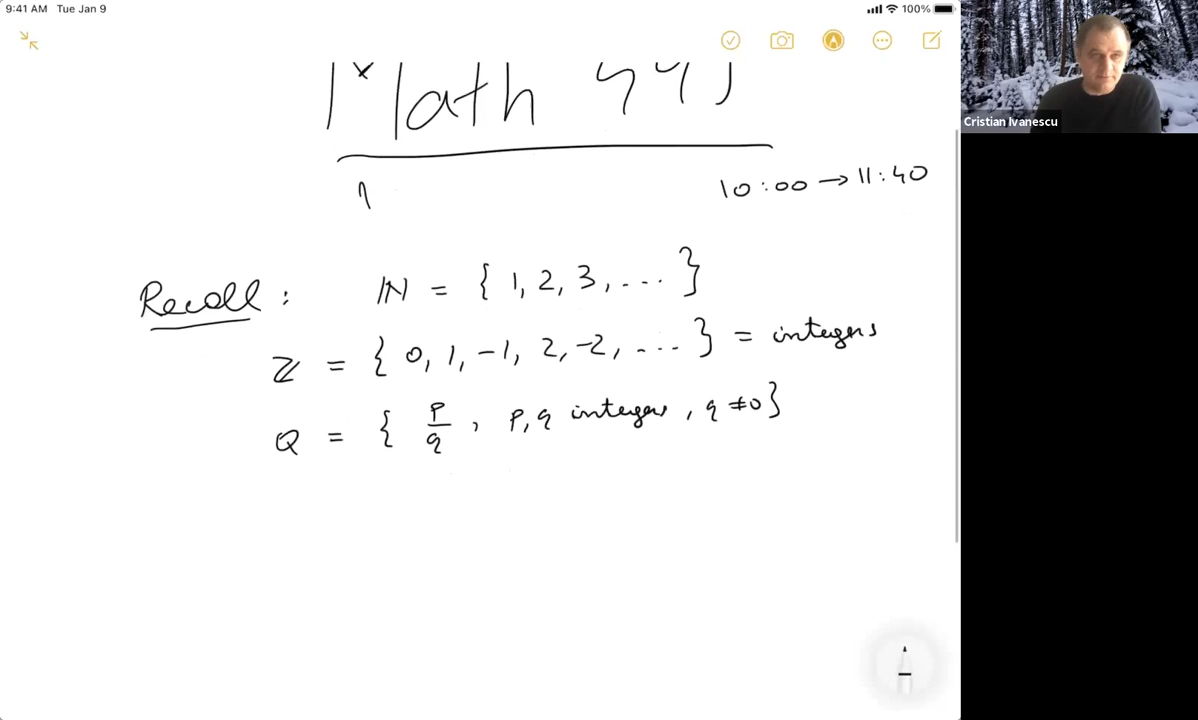 9:41 AM Tue Jan 9
100%
Math 441
10:00 → 11:40
Cristian Ivanescu
Recall : ℕ = { 1, 2, 3, ... }
ℤ = { 0, 1, -1, 2, -2, ... } = integers
Q = { p/q , p, q integers, q ≠ 0 }